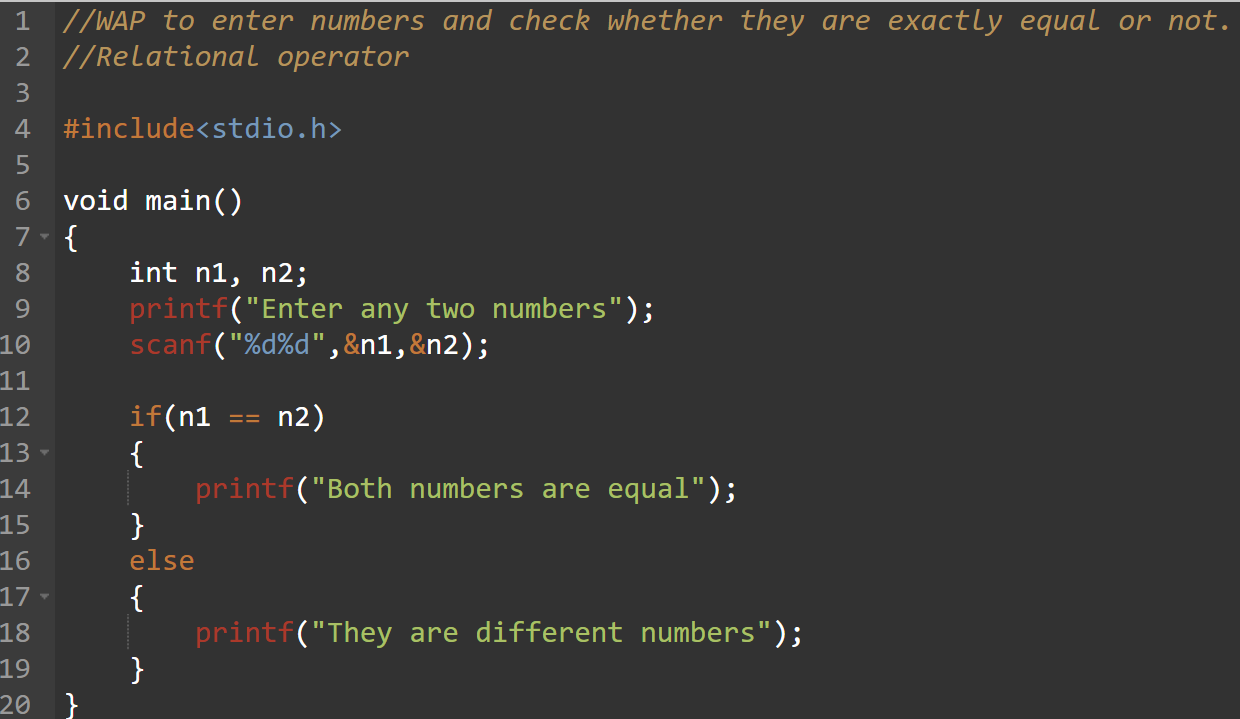 1 //WAP to enter numbers and check whether they are exactly equal or not.
2 //Relational operator
3
4 #include<stdio.h>
5
6 void main()
7 {
8     int n1, n2;
9     printf("Enter any two numbers");
10     scanf("%d%d",&n1,&n2);
11
12     if(n1 == n2)
13     {
14         printf("Both numbers are equal");
15     }
16     else
17     {
18         printf("They are different numbers");
19     }
20 }